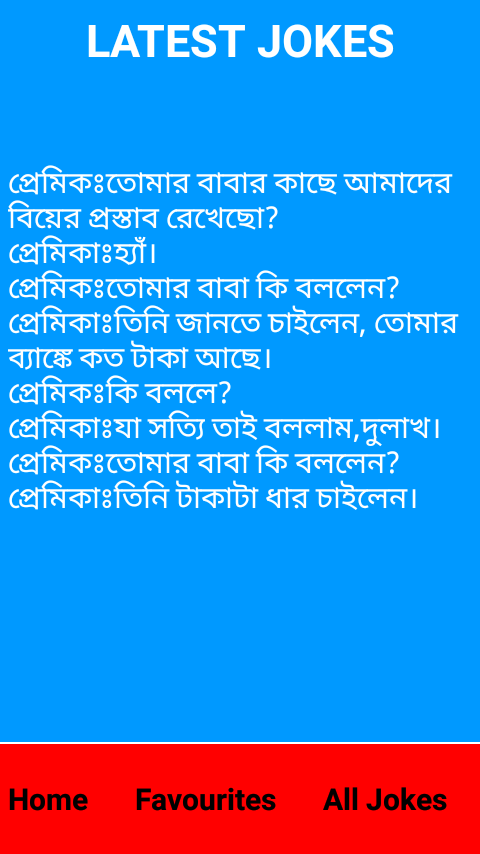 LATEST JOKES
প্রেমিকঃতোমার বাবার কাছে আমাদের
বিয়ের প্রস্তাব রেখেছো?
প্রেমিকাঃহ্যাঁ।
প্রেমিকঃতোমার বাবা কি বললেন?
প্রেমিকাঃতিনি জানতে চাইলেন, তোমার
ব্যাঙ্কে কত টাকা আছে।
প্রেমিকঃকি বললে?
প্রেমিকাঃযা সত্যি তাই বললাম,দুলাখ।
প্রেমিকঃতোমার বাবা কি বললেন?
প্রেমিকাঃতিনি টাকাটা ধার চাইলেন।
Home Favourites All Jokes